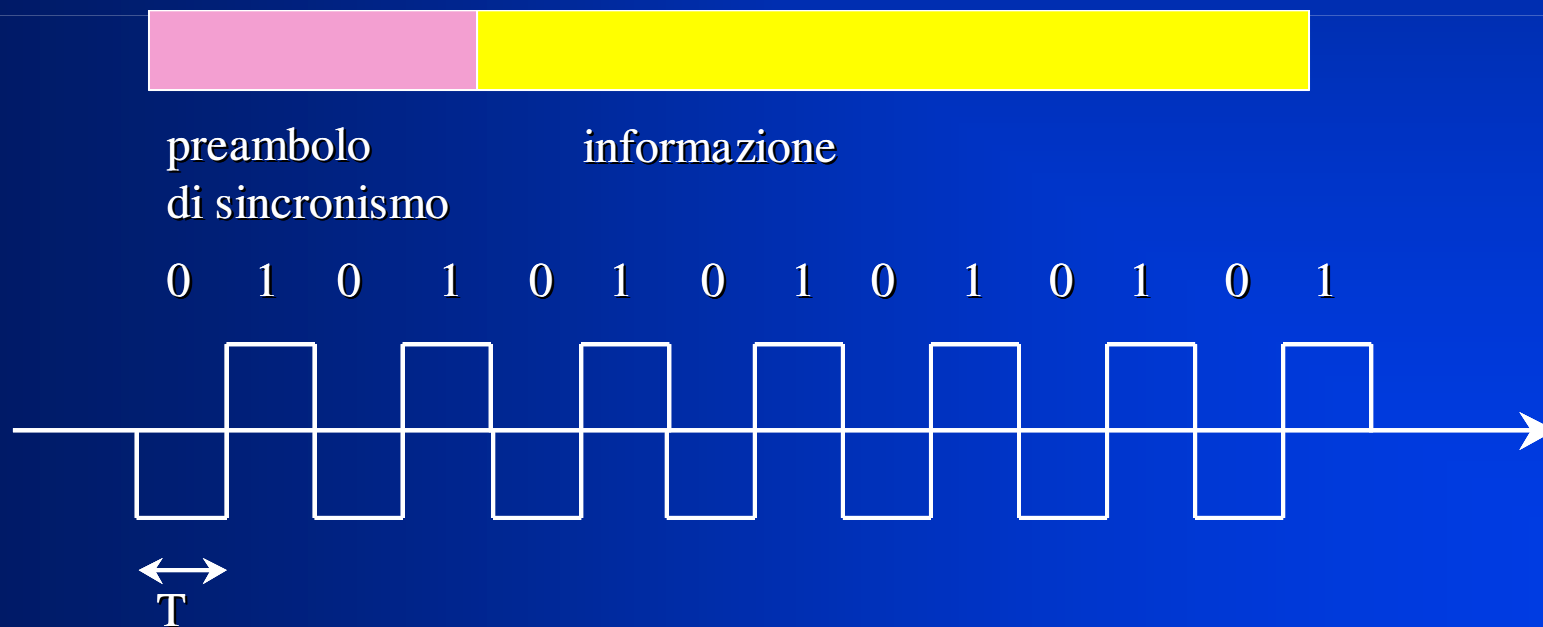 preambolo
di sincronismo
informazione
0 1 0 1 0 1 0 1 0 1 0 1 0 1
T